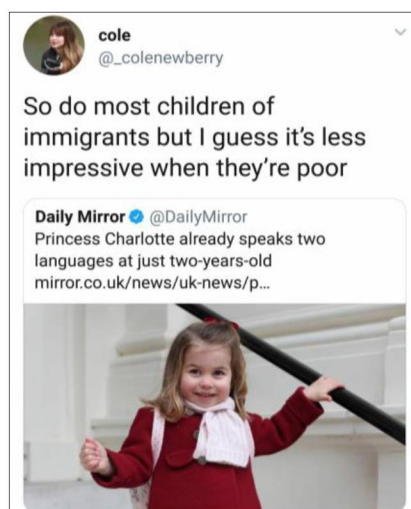 cole
@_colenewberry
So do most children of
immigrants but I guess it's less
impressive when they're poor
Daily Mirror @DailyMirror
Princess Charlotte already speaks two
languages at just two-years-old
mirror.co.uk/news/uk-news/p...